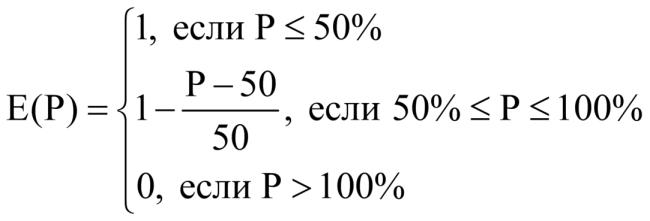 1, если P ≤ 50%
E(P) = { 1 − (P − 50)/50, если 50% ≤ P ≤ 100%
0, если P > 100%